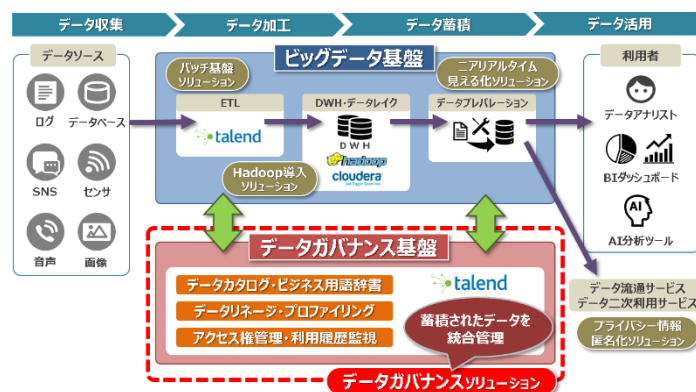 データ収集
データ加工
データ蓄積
データ活用
データソース
ログ
データベース
SNS
センサ
音声
画像
ビッグデータ基盤
バッチ基盤
ソリューション
ニアリアルタイム
見える化ソリューション
ETL
talend
DWH・データレイク
DWH
hadoop
cloudera
Ask Bigger Questions
データプレパレーション
Hadoop導入
ソリューション
利用者
データアナリスト
BIダッシュボード
AI
AI分析ツール
データガバナンス基盤
データカタログ・ビジネス用語辞書
データリネージ・プロファイリング
アクセス権管理・利用履歴監視
talend
蓄積されたデータを
統合管理
データガバナンスソリューション
データ流通サービス
データ二次利用サービス
プライバシー情報
匿名化ソリューション